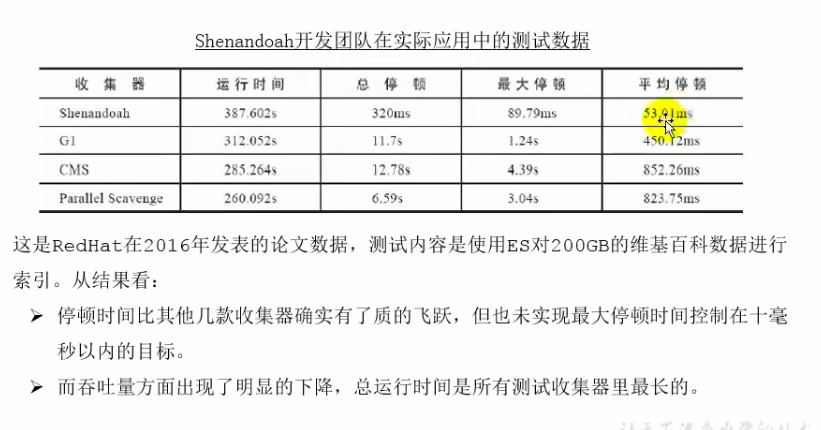 Shenandoah开发团队在实际应用中的测试数据
收集器 运行时间 总停顿 最大停顿 平均停顿
Shenandoah 387.602s 320ms 89.79ms 53.01ms
G1 312.052s 11.7s 1.24s 450.12ms
CMS 285.264s 12.78s 4.39s 852.26ms
Parallel Scavenge 260.092s 6.59s 3.04s 823.75ms
这是RedHat在2016年发表的论文数据，测试内容是使用ES对200GB的维基百科数据进行
索引。从结果看：
➢ 停顿时间比其他几款收集器确实有了质的飞跃，但也未实现最大停顿时间控制在十毫
秒以内的目标。
➢ 而吞吐量方面出现了明显的下降，总运行时间是所有测试收集器里最长的。